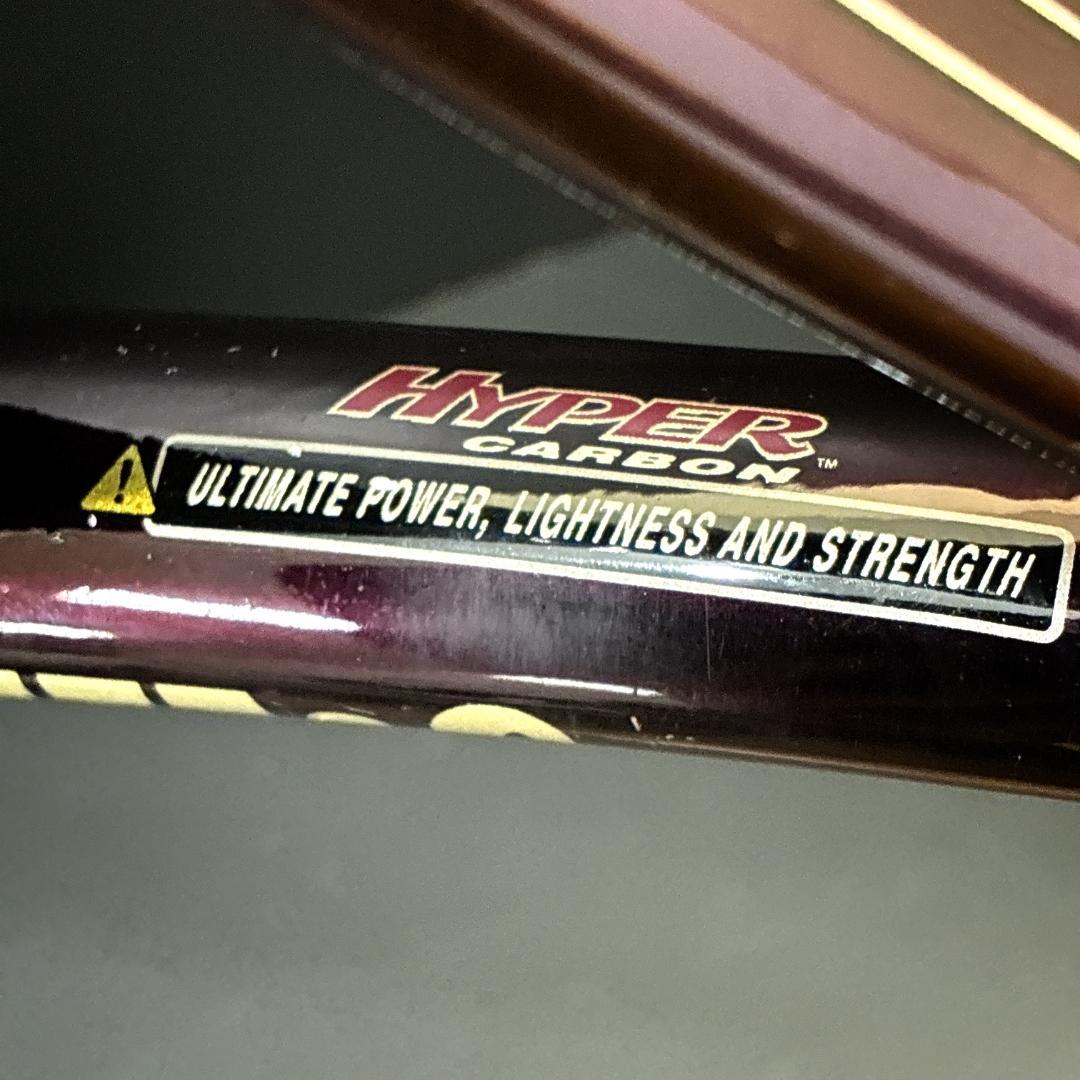 HYPER
CARBON™
ULTIMATE POWER, LIGHTNESS AND STRENGTH